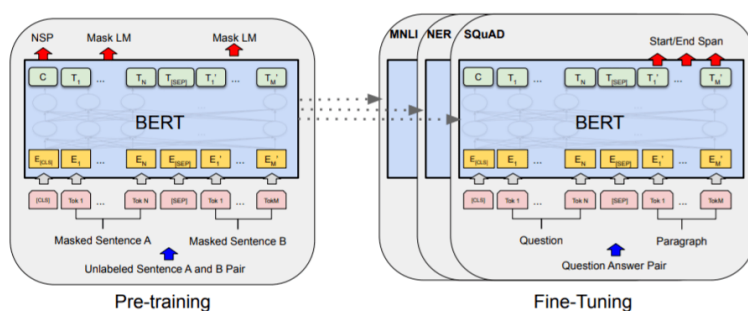 NSP Mask LM Mask LM
C T1 ... TN T[SEP] T1' ... TM'
BERT
E[CLS] E1 ... EN E[SEP] E1' ... EM'
[CLS] Tok 1 ... Tok N [SEP] Tok 1 ... TokM
Masked Sentence A Masked Sentence B
Unlabeled Sentence A and B Pair
Pre-training
MNLI NER SQuAD
Start/End Span
C T1 ... TN T[SEP] T1' ... TM'
BERT
E[CLS] E1 ... EN E[SEP] E1' ... EM'
[CLS] Tok 1 ... Tok N [SEP] Tok 1 ... TokM
Question Paragraph
Question Answer Pair
Fine-Tuning